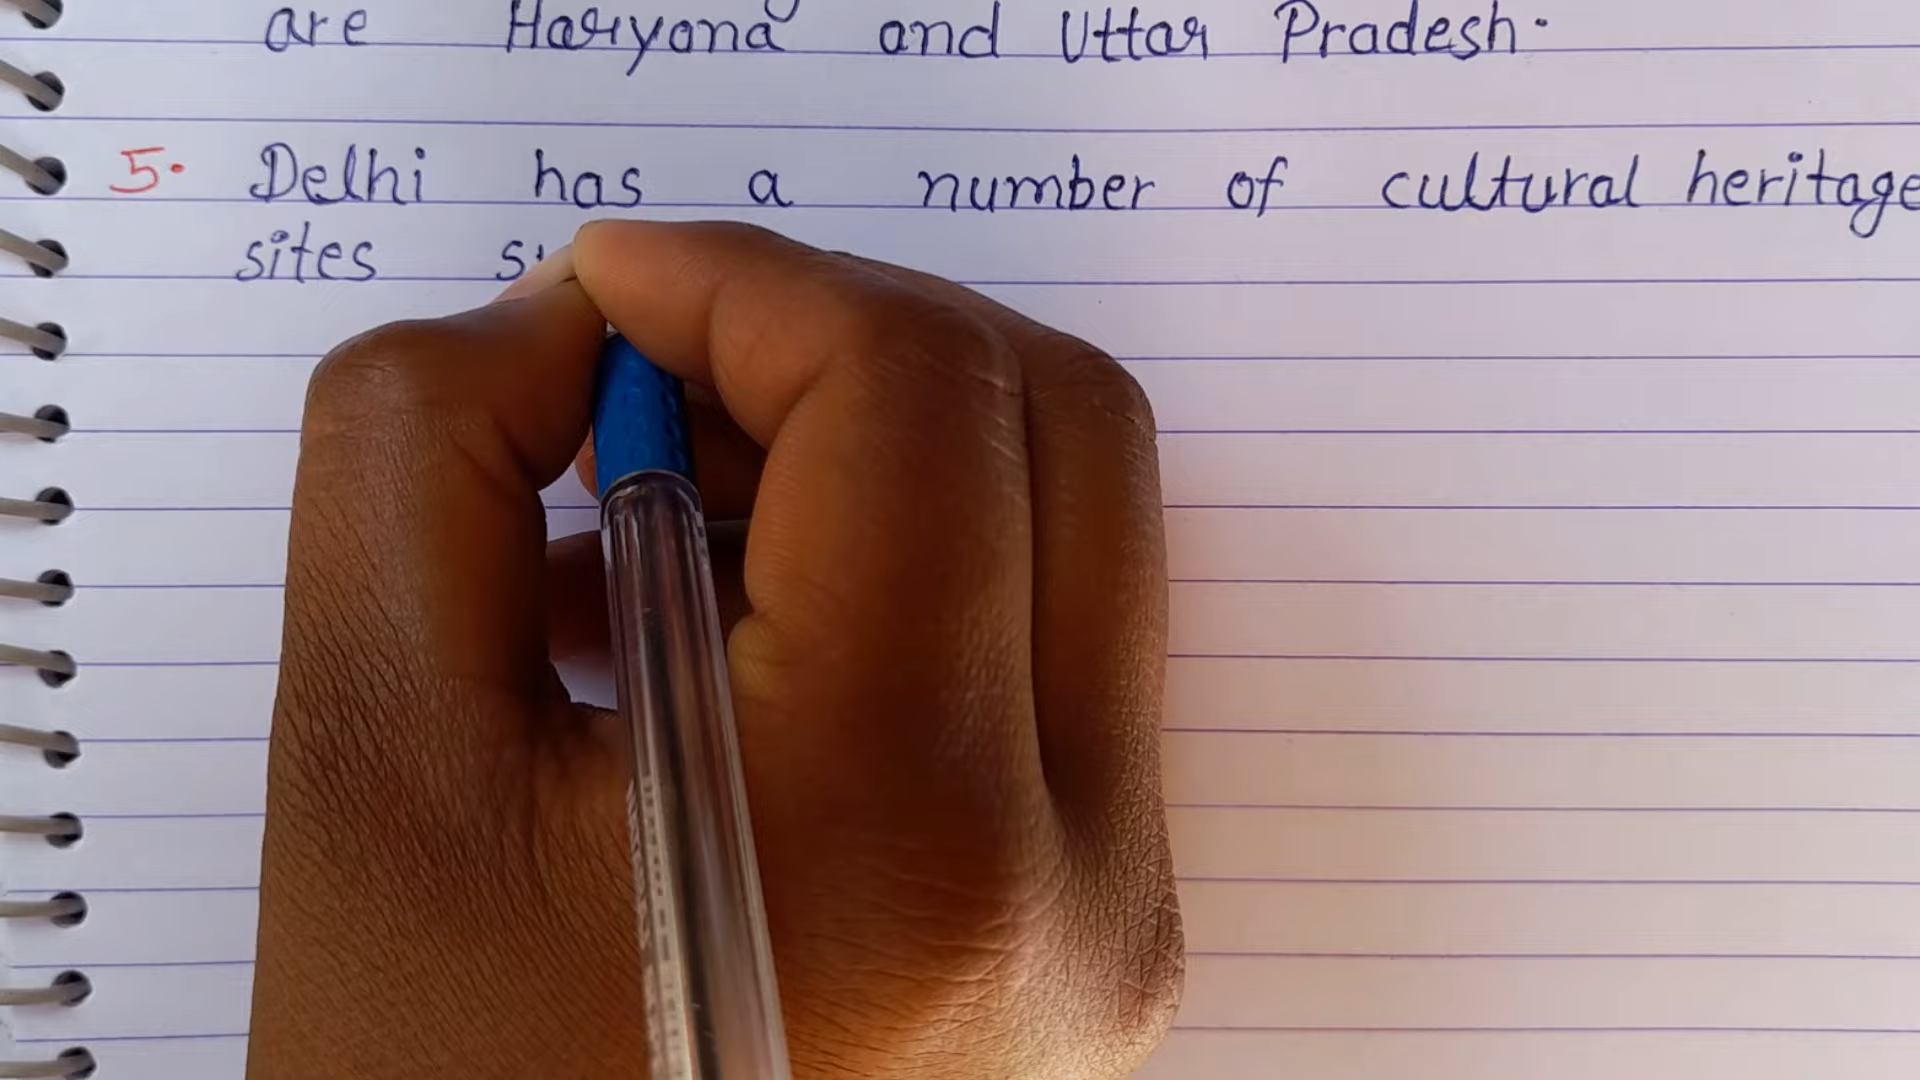 are Haryana and Uttar Pradesh.
5. Delhi has a number of cultural heritage
sites